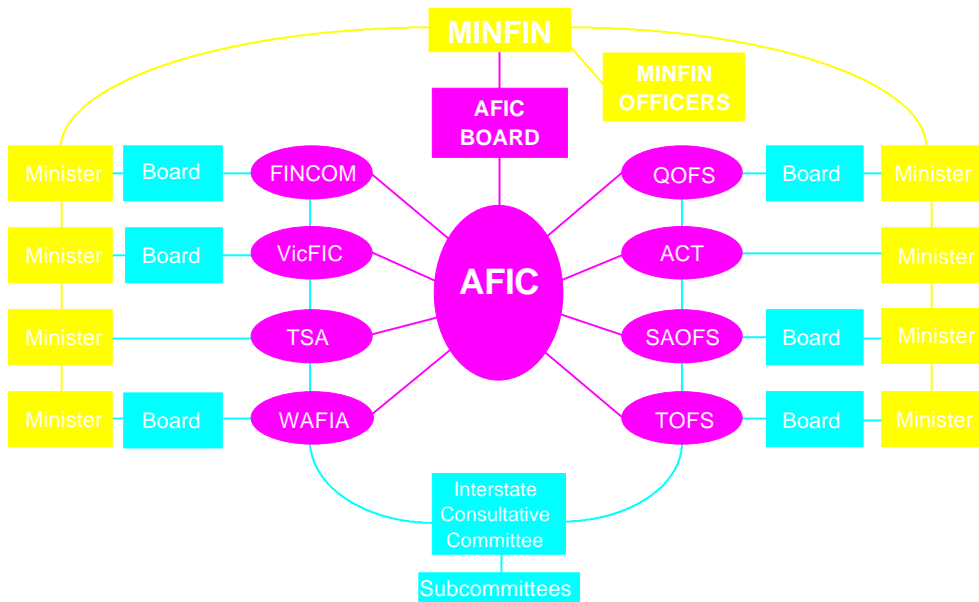 MINFIN
MINFIN
OFFICERS
AFIC
BOARD
Minister
Board
FINCOM
QOFS
Board
Minister
Minister
Board
VicFIC
AFIC
ACT
Minister
Minister
TSA
SAOFS
Board
Minister
Minister
Board
WAFIA
TOFS
Board
Minister
Interstate
Consultative
Committee
Subcommittees